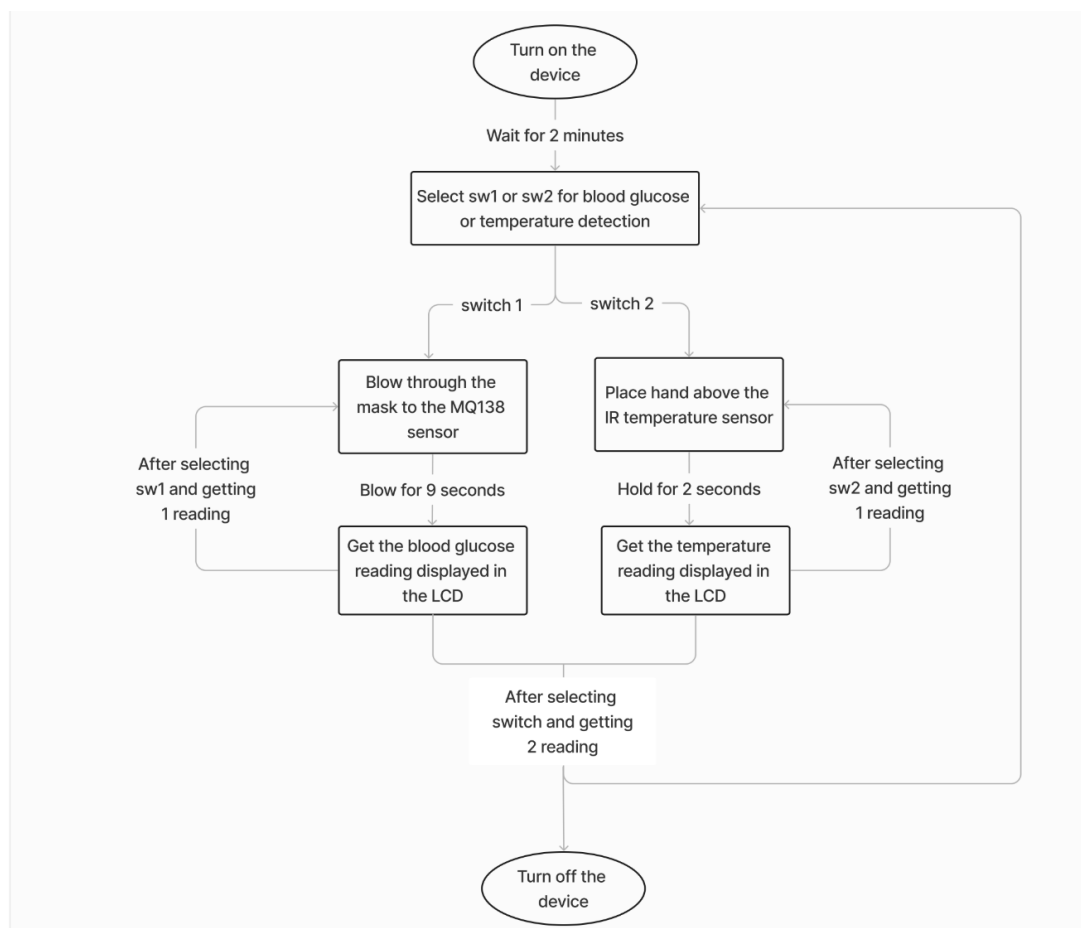 Turn on the
device
Wait for 2 minutes
Select sw1 or sw2 for blood glucose
or temperature detection
switch 1
switch 2
Blow through the
mask to the MQ138
sensor
Place hand above the
IR temperature sensor
After selecting
sw1 and getting
1 reading
Blow for 9 seconds
Hold for 2 seconds
After selecting
sw2 and getting
1 reading
Get the blood glucose
reading displayed in
the LCD
Get the temperature
reading displayed in
the LCD
After selecting
switch and getting
2 reading
Turn off the
device